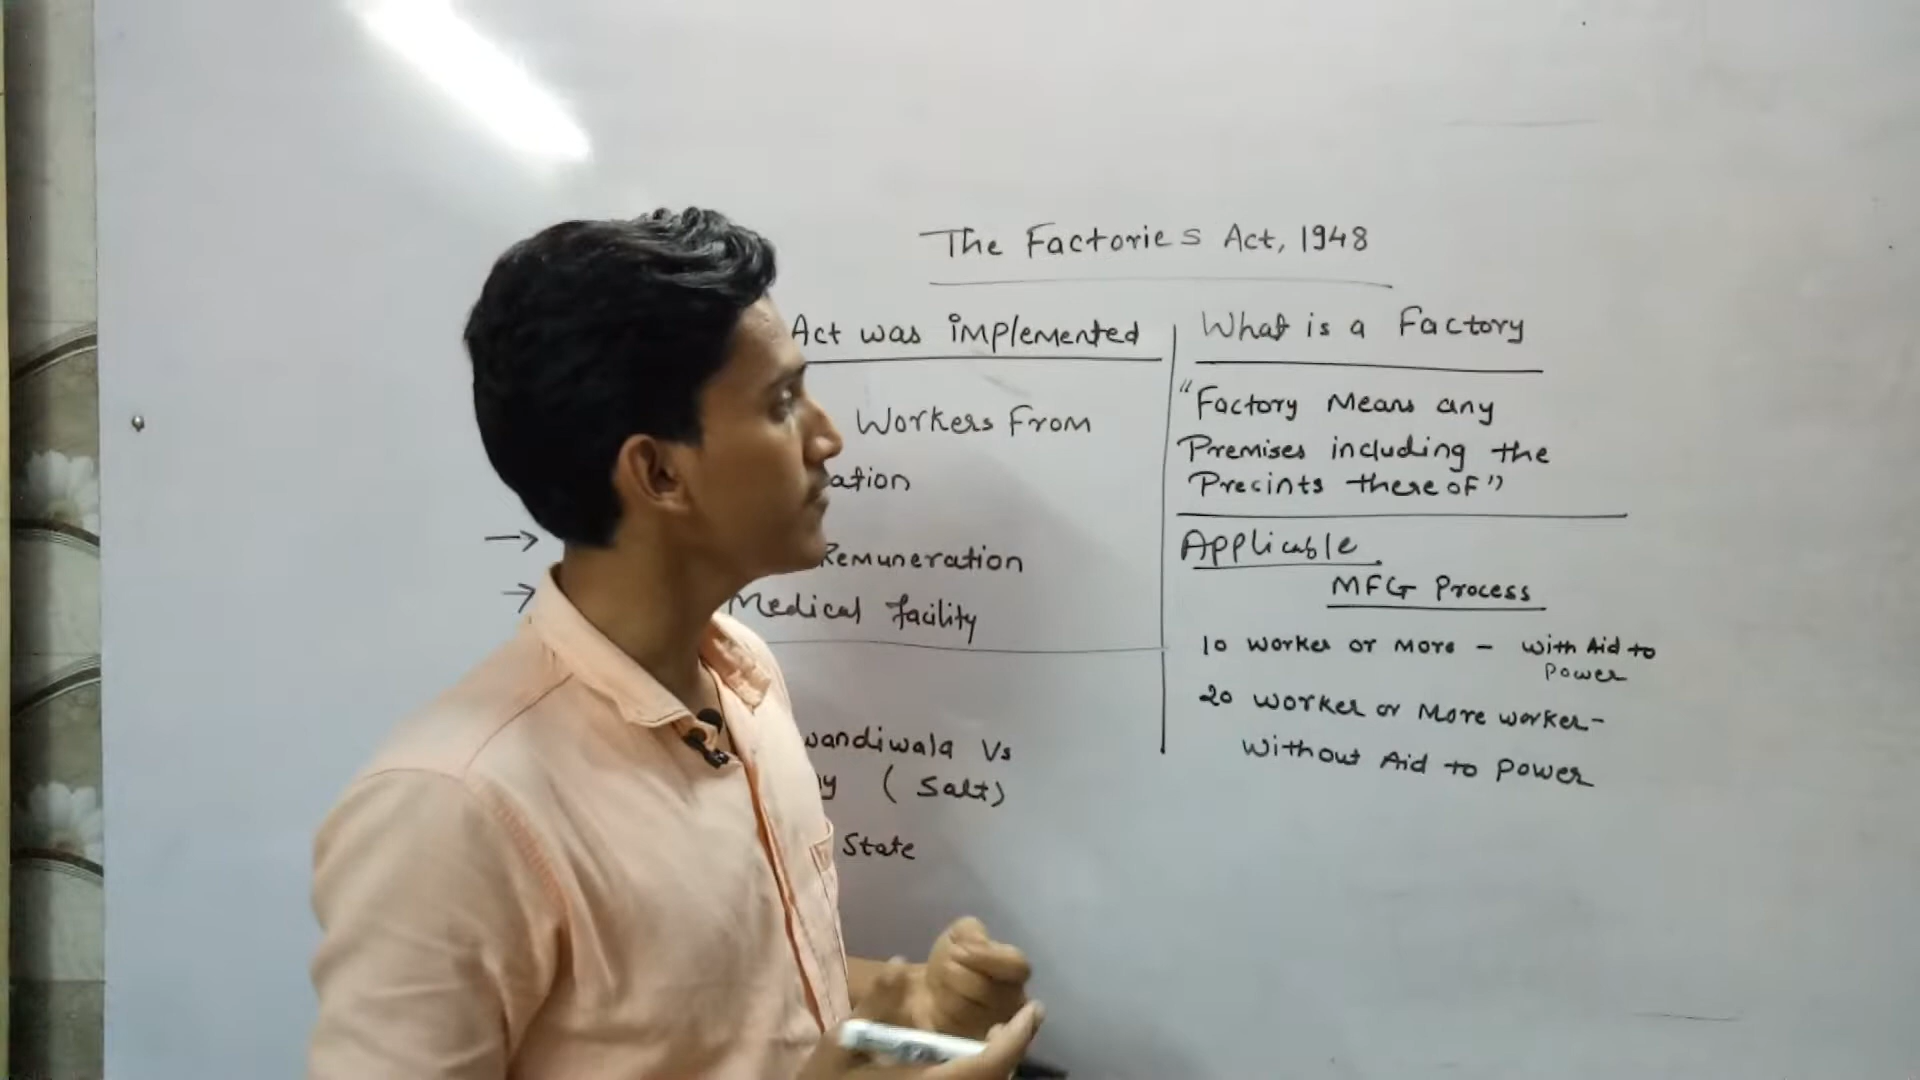 The Factories Act, 1948
Act was implemented
Workers From
Remuneration
Medical facility
Vs
(Salt)
State
What is a Factory
"Factory Means any
Premises including the
Precints there of"
Applicable
MFG Process
10 worker or more - with Aid to
Power
20 worker or More worker-
without Aid to Power